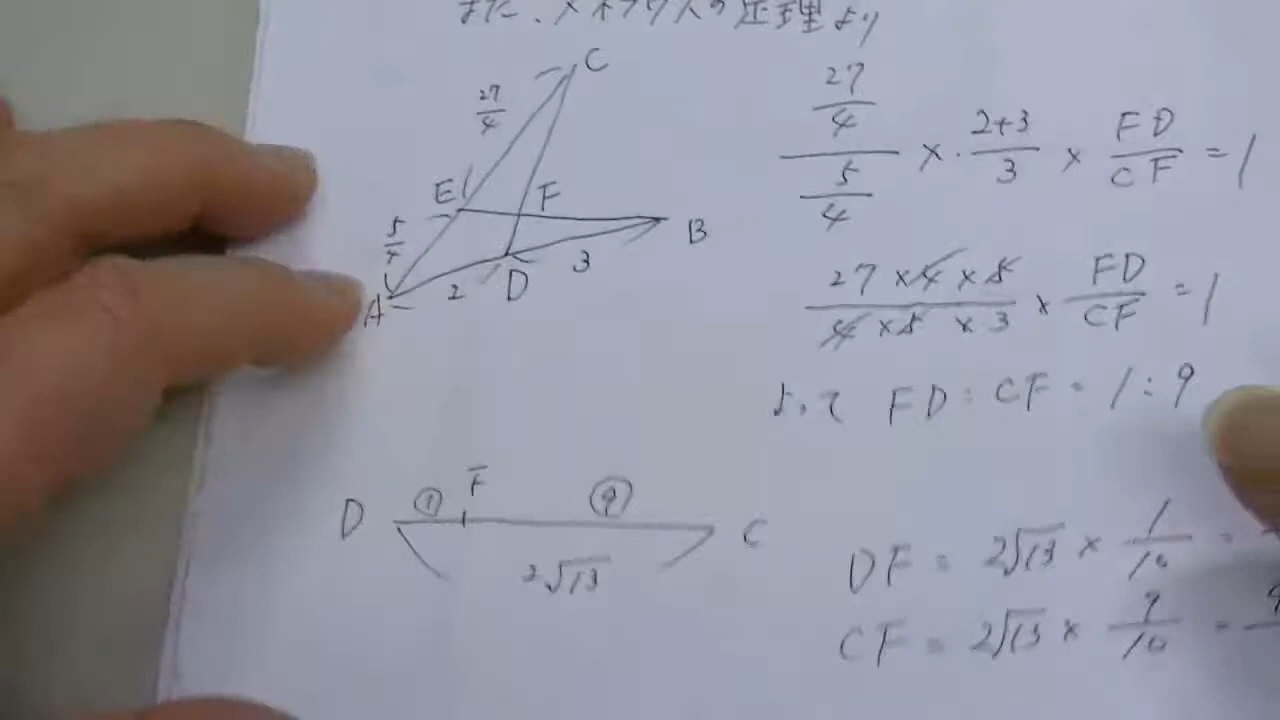 また、メネラウスの定理より
C
27/4
E
F
5/4
B
A
2
D
3
(27/4)/(5/4) × (2+3)/3 × FD/CF = 1
(27×4×5)/(4×5×3) × FD/CF = 1
よって FD : CF = 1 : 9
D ① F ⑨ C
2√13
DF = 2√13 × 1/10 =
CF = 2√13 × 9/10 =